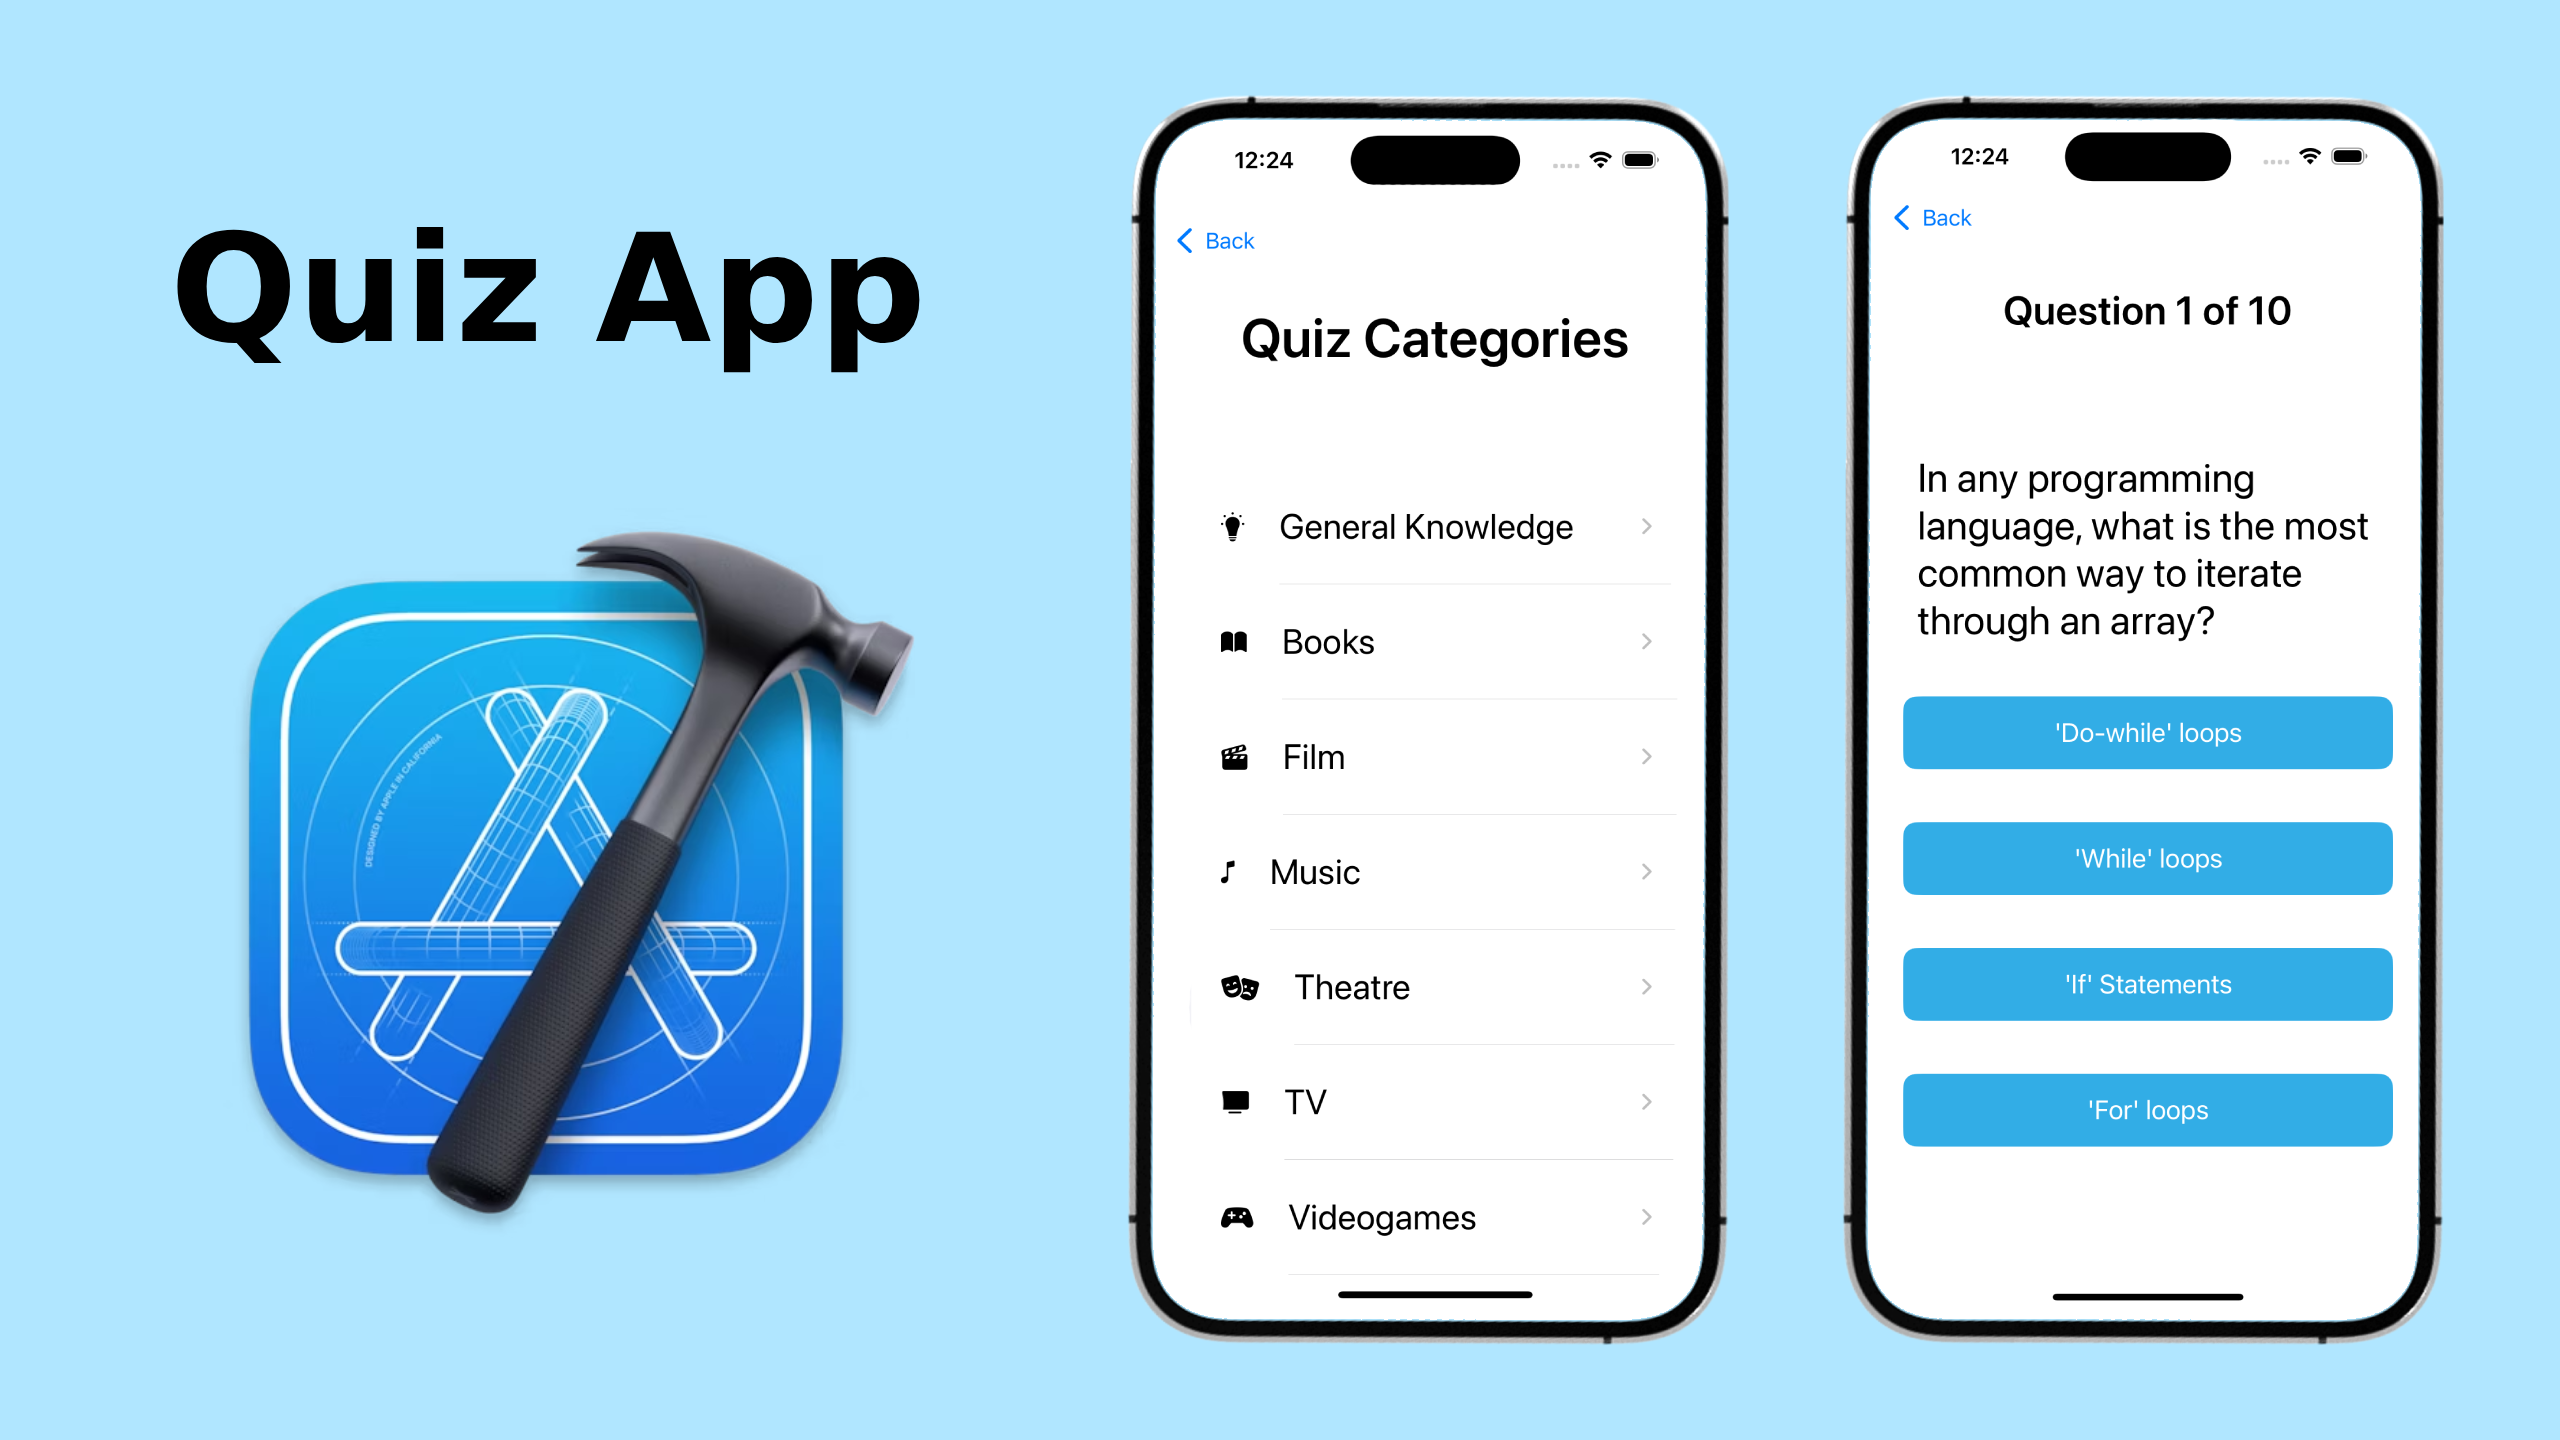 Quiz App
DESIGNED BY APPLE IN CALIFORNIA
12:24
Back
Quiz Categories
General Knowledge
Books
Film
Music
Theatre
TV
Videogames
12:24
Back
Question 1 of 10
In any programming
language, what is the most
common way to iterate
through an array?
'Do-while' loops
'While' loops
'If' Statements
'For' loops